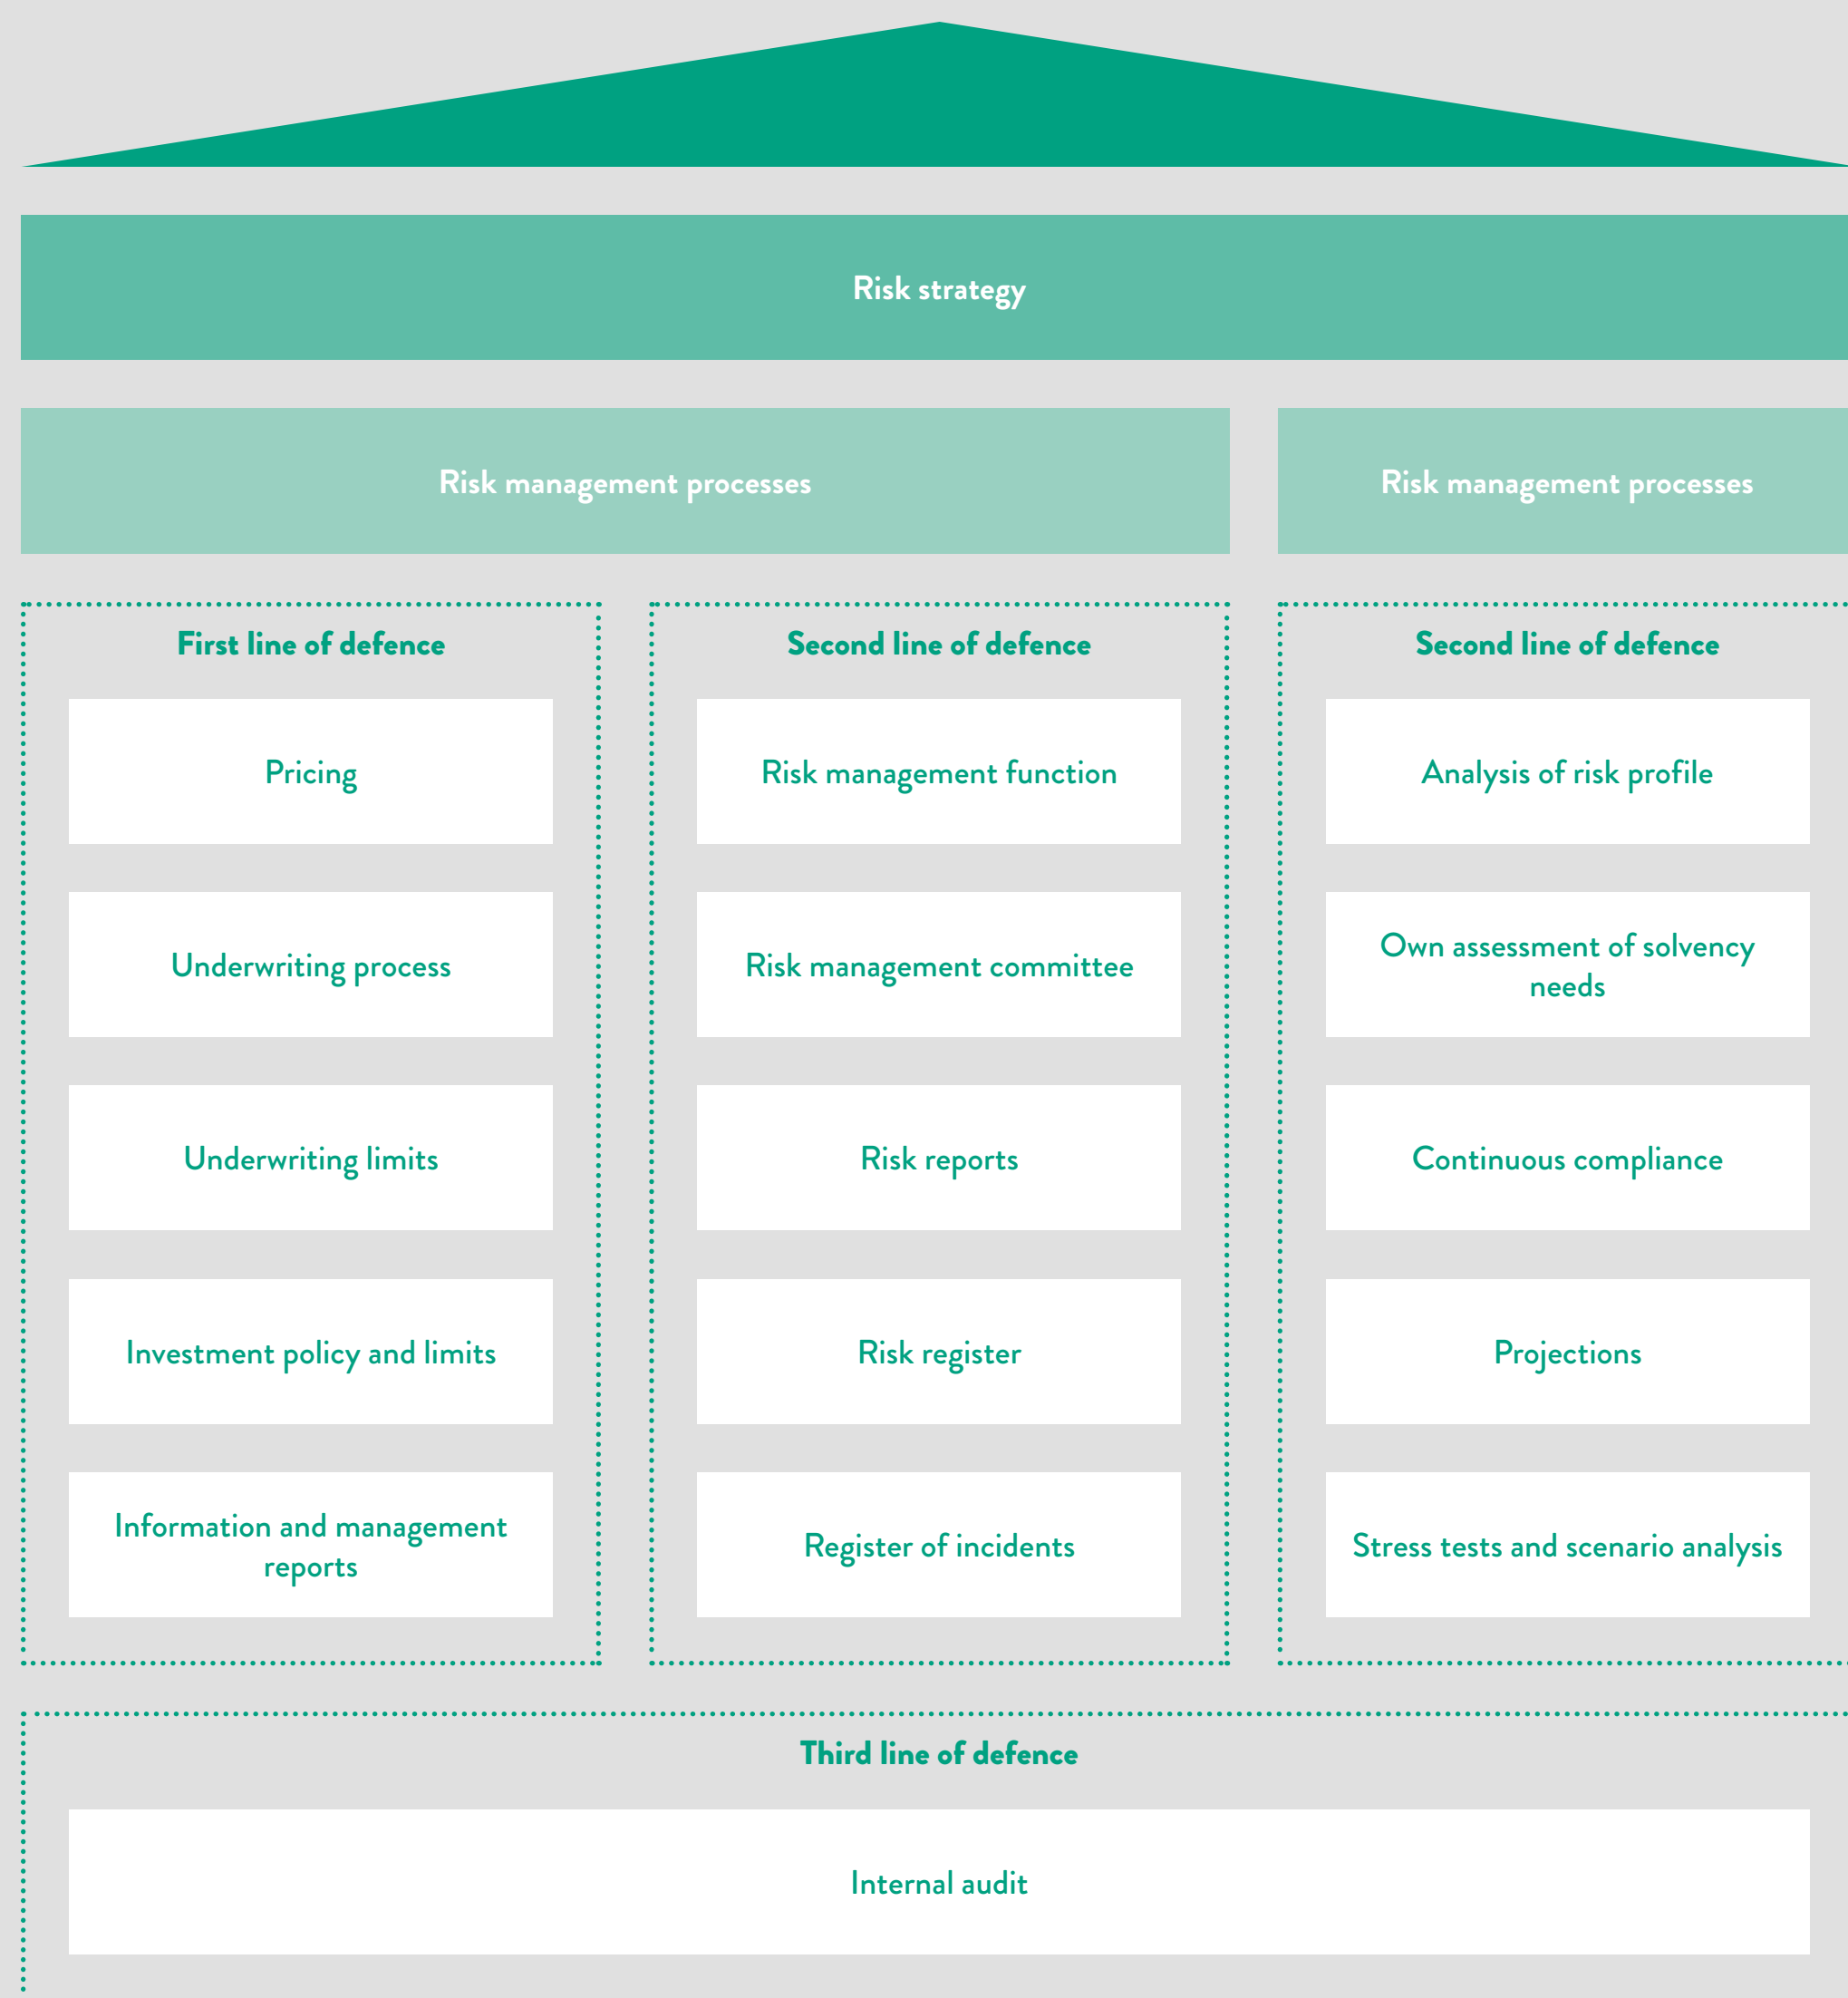 Risk strategy
Risk management processes
Risk management processes
First line of defence
Pricing
Underwriting process
Underwriting limits
Investment policy and limits
Information and management
reports
Second line of defence
Risk management function
Risk management committee
Risk reports
Risk register
Register of incidents
Second line of defence
Analysis of risk profile
Own assessment of solvency
needs
Continuous compliance
Projections
Stress tests and scenario analysis
Third line of defence
Internal audit